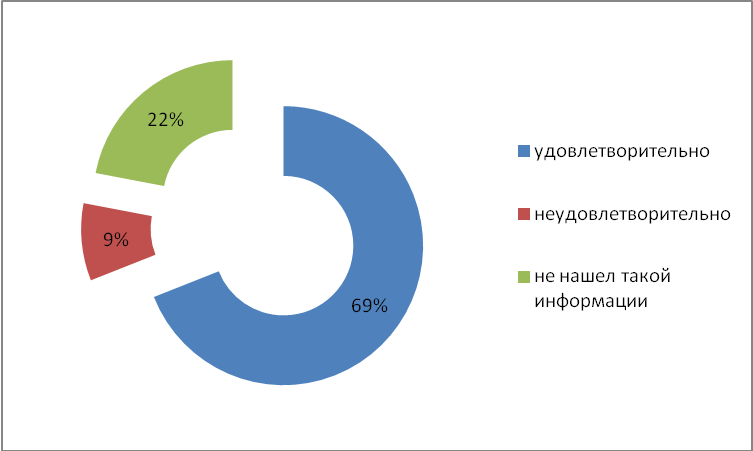 22%
9%
69%
удовлетворительно
неудовлетворительно
не нашел такой
информации